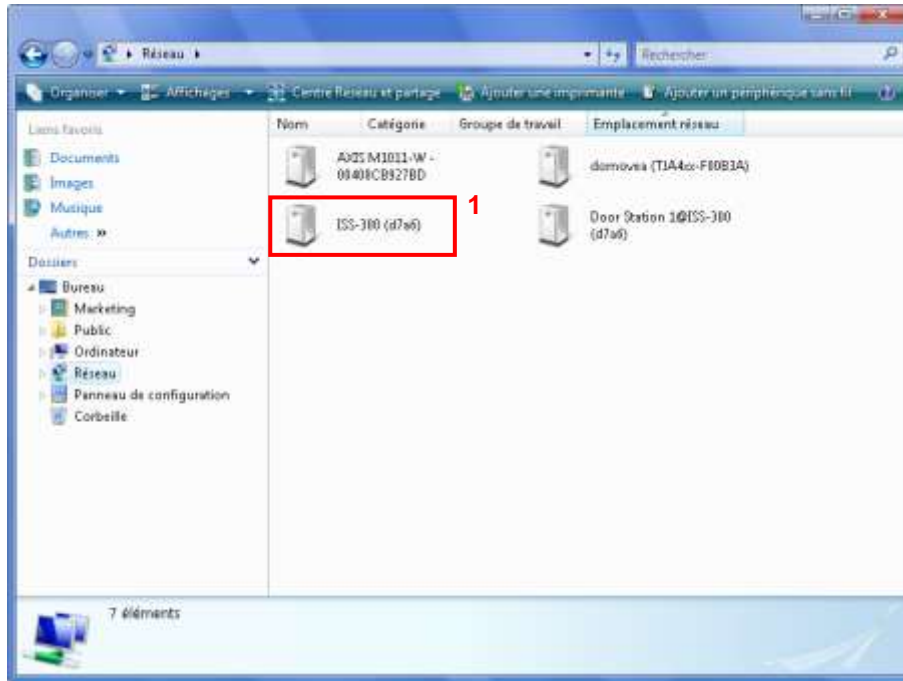 Réseau
Rechercher
Organiser
Affichages
Centre Réseau et partage
Ajouter une imprimante
Ajouter un périphérique sans fil
Liens favoris
Documents
Images
Musique
Autres »
Dossiers
Bureau
Marketing
Public
Ordinateur
Réseau
Panneau de configuration
Corbeille
Nom Catégorie Groupe de travail Emplacement réseau
AXIS M1011-W -
00408CB927BD
domovea (TJA4xx-F00B3A)
ISS-300 (d7a6)
1
Door Station 1@ISS-300
(d7a6)
7 éléments